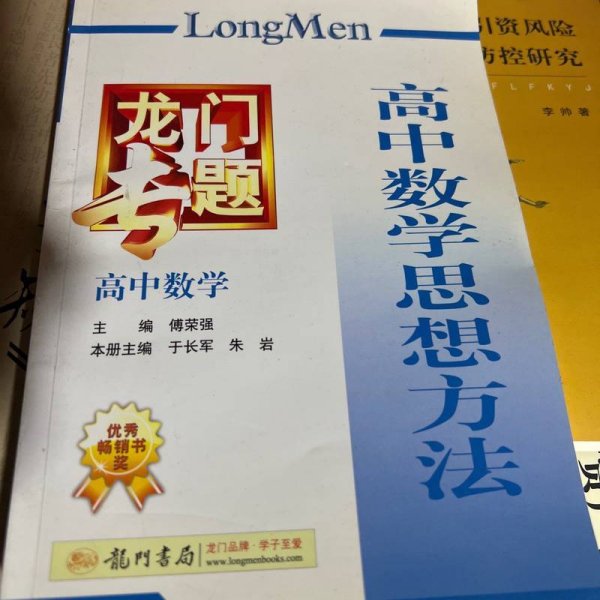 LongMen
龙门
专题
高中数学
主 编 傅荣强
本册主编 于长军 朱 岩
优秀
畅销书
奖
龍門書局
龙门品牌·学子至爱
www.longmenbooks.com
高中数学思想方法
引资风险
防控研究
FLFKYJ
李帅 著